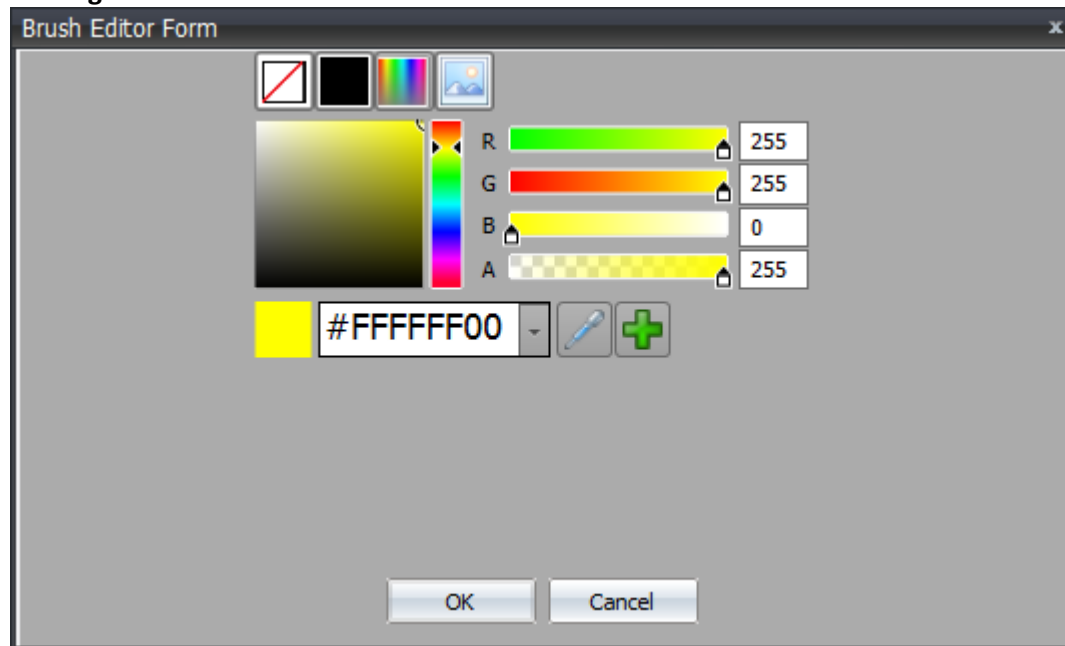 Brush Editor Form x
R 255
G 255
B 0
A 255
#FFFFFF00
OK Cancel